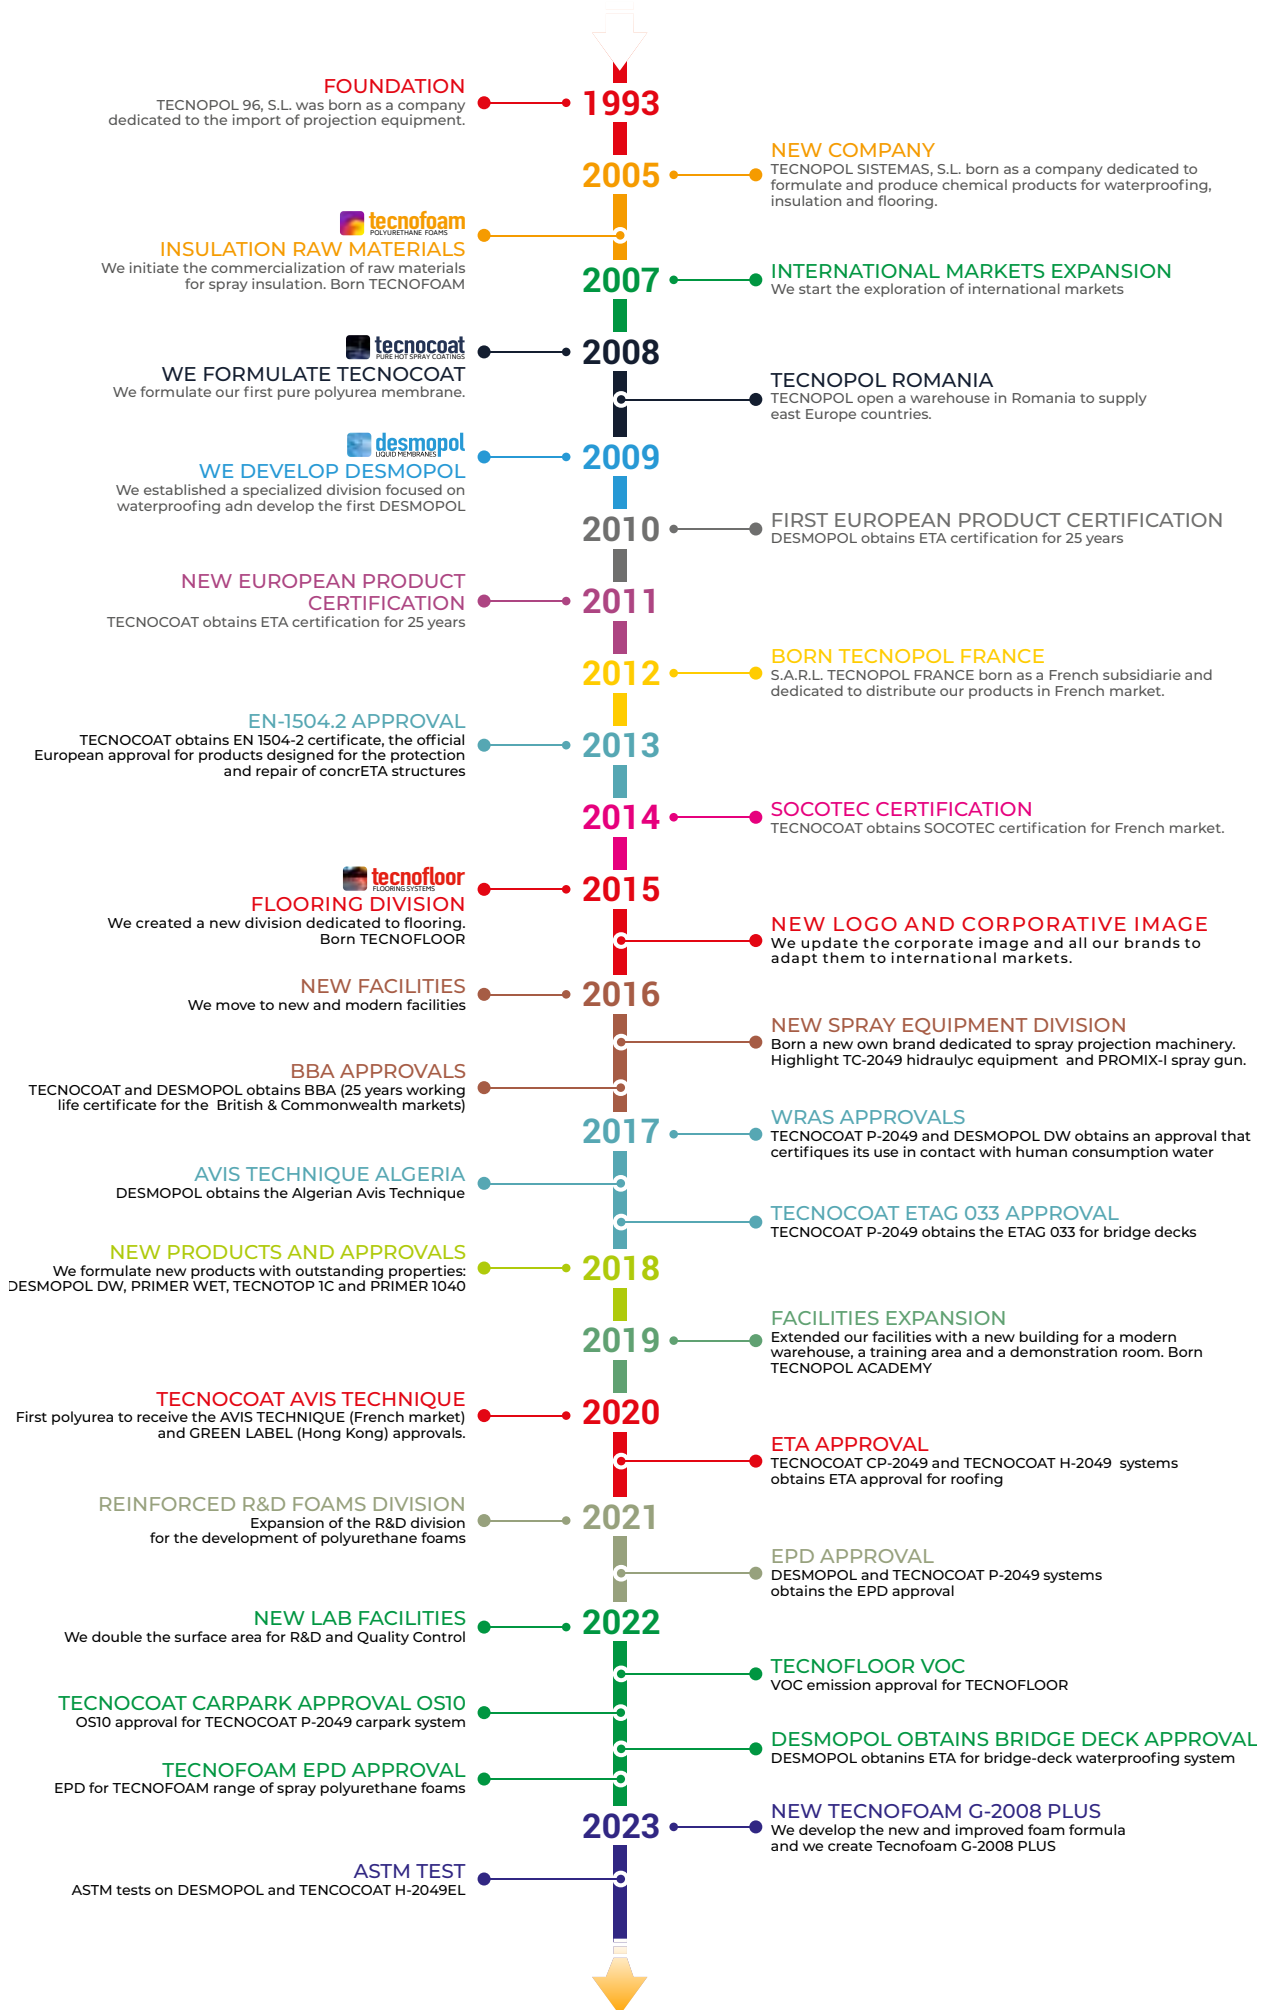 FOUNDATION
TECNOPOL 96, S.L. was born as a company
dedicated to the import of projection equipment.
1993
2005
NEW COMPANY
TECNOPOL SISTEMAS, S.L. born as a company dedicated to
formulate and produce chemical products for waterproofing,
insulation and flooring.
tecnofoam
POLYURETHANE FOAMS
INSULATION RAW MATERIALS
We initiate the commercialization of raw materials
for spray insulation. Born TECNOFOAM
2007
INTERNATIONAL MARKETS EXPANSION
We start the exploration of international markets
tecnocoat
PURE HOT SPRAY COATINGS
WE FORMULATE TECNOCOAT
We formulate our first pure polyurea membrane.
2008
TECNOPOL ROMANIA
TECNOPOL open a warehouse in Romania to supply
east Europe countries.
desmopol
LIQUID MEMBRANES
WE DEVELOP DESMOPOL
We established a specialized division focused on
waterproofing adn develop the first DESMOPOL
2009
2010
FIRST EUROPEAN PRODUCT CERTIFICATION
DESMOPOL obtains ETA certification for 25 years
NEW EUROPEAN PRODUCT
CERTIFICATION
TECNOCOAT obtains ETA certification for 25 years
2011
2012
BORN TECNOPOL FRANCE
S.A.R.L. TECNOPOL FRANCE born as a French subsidiarie and
dedicated to distribute our products in French market.
EN-1504.2 APPROVAL
TECNOCOAT obtains EN 1504-2 certificate, the official
European approval for products designed for the protection
and repair of concrETA structures
2013
2014
SOCOTEC CERTIFICATION
TECNOCOAT obtains SOCOTEC certification for French market.
tecnofloor
FLOORING SYSTEMS
FLOORING DIVISION
We created a new division dedicated to flooring.
Born TECNOFLOOR
2015
NEW LOGO AND CORPORATIVE IMAGE
We update the corporate image and all our brands to
adapt them to international markets.
NEW FACILITIES
We move to new and modern facilities
2016
NEW SPRAY EQUIPMENT DIVISION
Born a new own brand dedicated to spray projection machinery.
Highlight TC-2049 hidraulyc equipment and PROMIX-I spray gun.
BBA APPROVALS
TECNOCOAT and DESMOPOL obtains BBA (25 years working
life certificate for the British & Commonwealth markets)
2017
WRAS APPROVALS
TECNOCOAT P-2049 and DESMOPOL DW obtains an approval that
certifiques its use in contact with human consumption water
AVIS TECHNIQUE ALGERIA
DESMOPOL obtains the Algerian Avis Technique
TECNOCOAT ETAG 033 APPROVAL
TECNOCOAT P-2049 obtains the ETAG 033 for bridge decks
NEW PRODUCTS AND APPROVALS
We formulate new products with outstanding properties:
DESMOPOL DW, PRIMER WET, TECNOTOP 1C and PRIMER 1040
2018
2019
FACILITIES EXPANSION
Extended our facilities with a new building for a modern
warehouse, a training area and a demonstration room. Born
TECNOPOL ACADEMY
TECNOCOAT AVIS TECHNIQUE
First polyurea to receive the AVIS TECHNIQUE (French market)
and GREEN LABEL (Hong Kong) approvals.
2020
ETA APPROVAL
TECNOCOAT CP-2049 and TECNOCOAT H-2049 systems
obtains ETA approval for roofing
REINFORCED R&D FOAMS DIVISION
Expansion of the R&D division
for the development of polyurethane foams
2021
EPD APPROVAL
DESMOPOL and TECNOCOAT P-2049 systems
obtains the EPD approval
NEW LAB FACILITIES
We double the surface area for R&D and Quality Control
2022
TECNOFLOOR VOC
VOC emission approval for TECNOFLOOR
TECNOCOAT CARPARK APPROVAL OS10
OS10 approval for TECNOCOAT P-2049 carpark system
DESMOPOL OBTAINS BRIDGE DECK APPROVAL
DESMOPOL obtanins ETA for bridge-deck waterproofing system
TECNOFOAM EPD APPROVAL
EPD for TECNOFOAM range of spray polyurethane foams
2023
NEW TECNOFOAM G-2008 PLUS
We develop the new and improved foam formula
and we create Tecnofoam G-2008 PLUS
ASTM TEST
ASTM tests on DESMOPOL and TENCOCOAT H-2049EL